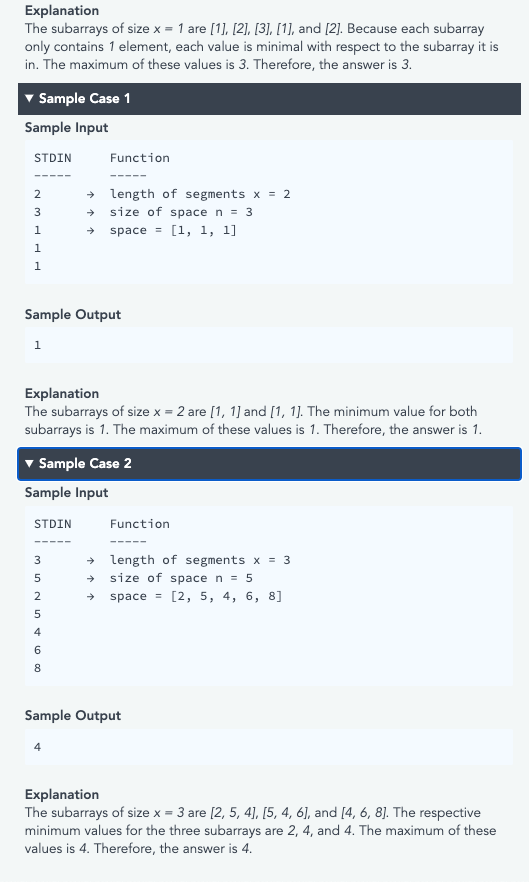 Explanation
The subarrays of size x = 1 are [1], [2], [3], [1], and [2]. Because each subarray
only contains 1 element, each value is minimal with respect to the subarray it is
in. The maximum of these values is 3. Therefore, the answer is 3.
▼ Sample Case 1
Sample Input
STDIN Function
----- -----
2 → length of segments x = 2
3 → size of space n = 3
1 → space = [1, 1, 1]
1
1
Sample Output
1
Explanation
The subarrays of size x = 2 are [1, 1] and [1, 1]. The minimum value for both
subarrays is 1. The maximum of these values is 1. Therefore, the answer is 1.
▼ Sample Case 2
Sample Input
STDIN Function
----- -----
3 → length of segments x = 3
5 → size of space n = 5
2 → space = [2, 5, 4, 6, 8]
5
4
6
8
Sample Output
4
Explanation
The subarrays of size x = 3 are [2, 5, 4], [5, 4, 6], and [4, 6, 8]. The respective
minimum values for the three subarrays are 2, 4, and 4. The maximum of these
values is 4. Therefore, the answer is 4.